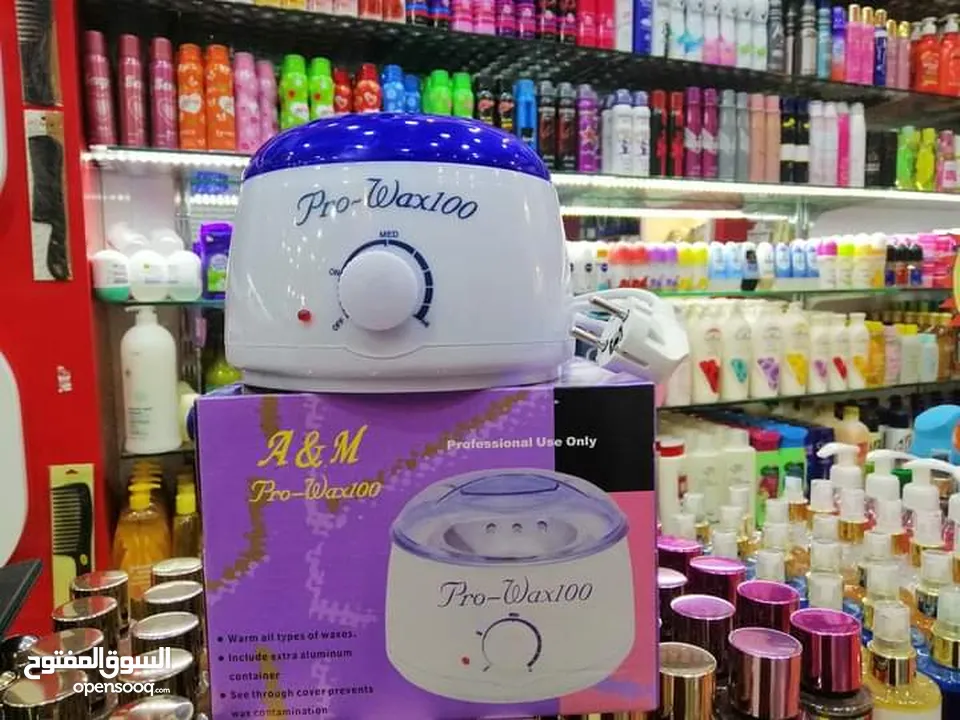 Pro-Wax100
MED
ON
OFF
A & M
Pro-Wax100
Professional Use Only
Pro-Wax100
• Warm all types of waxes.
• Include extra aluminum
container
• See through cover prevents
wax contamination
السوق المفتوح
opensooq.com